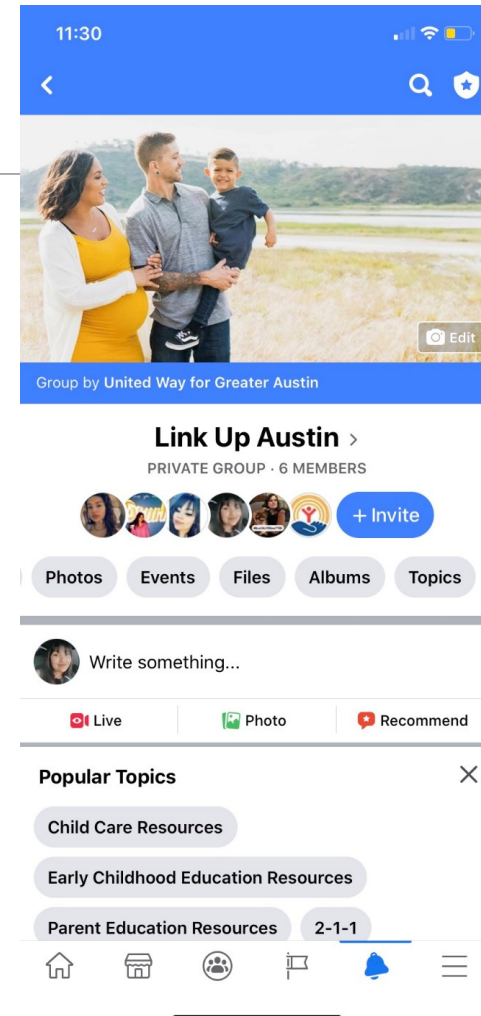 11:30
Edit
Group by United Way for Greater Austin
Link Up Austin
PRIVATE GROUP · 6 MEMBERS
+ Invite
Photos Events Files Albums Topics
Write something...
Live Photo Recommend
Popular Topics
Child Care Resources
Early Childhood Education Resources
Parent Education Resources 2-1-1